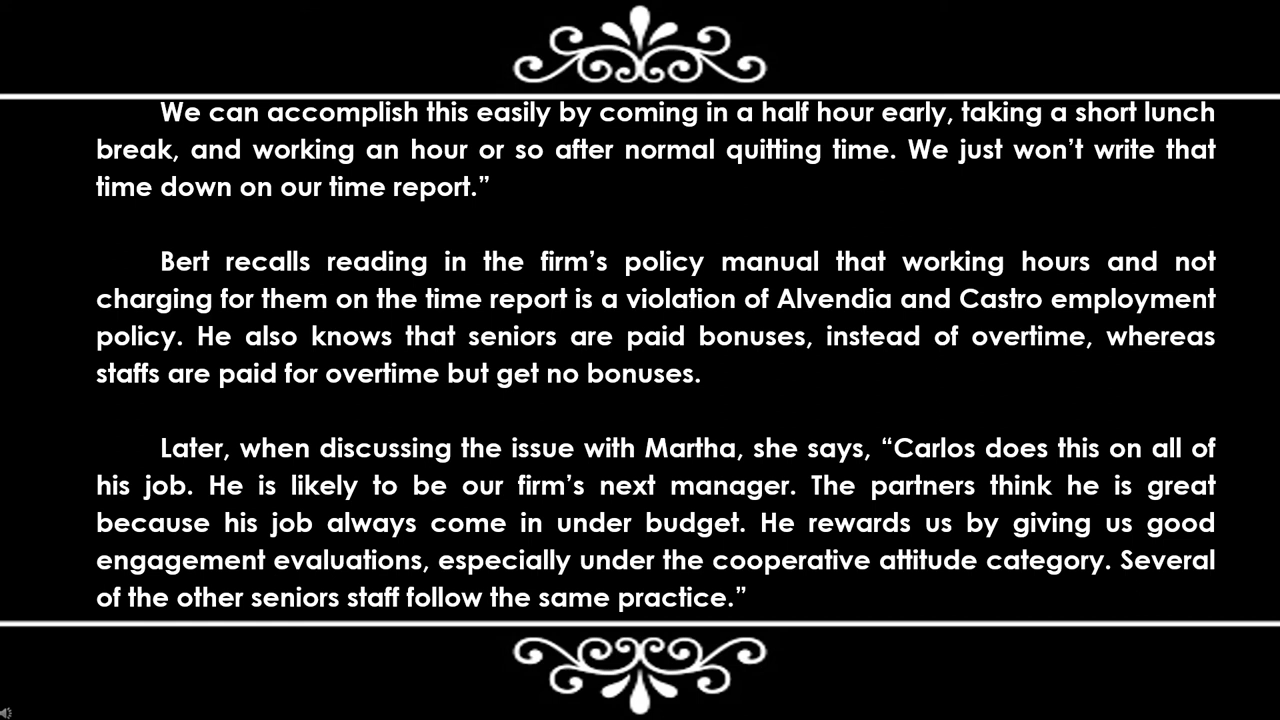 We can accomplish this easily by coming in a half hour early, taking a short lunch
break, and working an hour or so after normal quitting time. We just won’t write that
time down on our time report.”
Bert recalls reading in the firm’s policy manual that working hours and not
charging for them on the time report is a violation of Alvendia and Castro employment
policy. He also knows that seniors are paid bonuses, instead of overtime, whereas
staffs are paid for overtime but get no bonuses.
Later, when discussing the issue with Martha, she says, “Carlos does this on all of
his job. He is likely to be our firm’s next manager. The partners think he is great
because his job always come in under budget. He rewards us by giving us good
engagement evaluations, especially under the cooperative attitude category. Several
of the other seniors staff follow the same practice.”